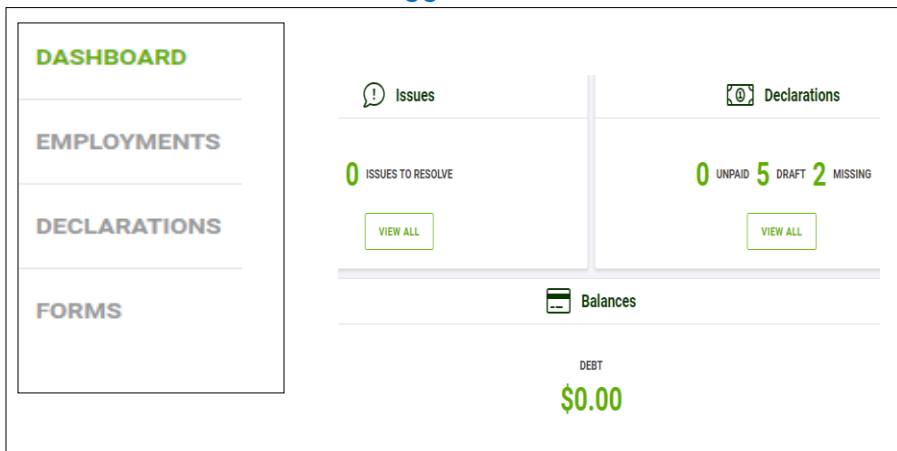 DASHBOARD
EMPLOYMENTS
DECLARATIONS
FORMS
Issues
0 ISSUES TO RESOLVE
VIEW ALL
Declarations
0 UNPAID 5 DRAFT 2 MISSING
VIEW ALL
Balances
DEBT
$0.00